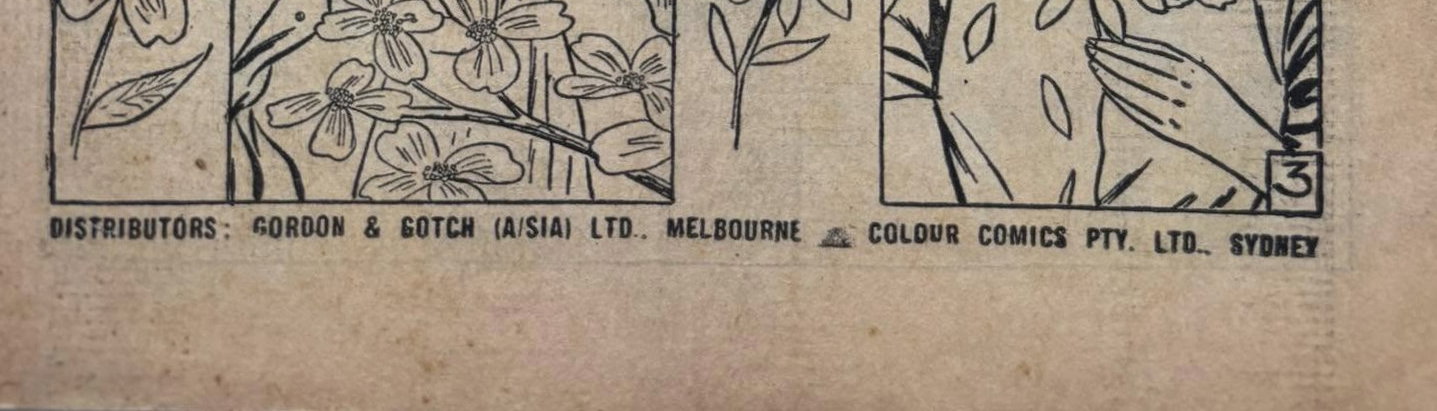 3
DISTRIBUTORS: GORDON & GOTCH (A/SIA) LTD., MELBOURNE COLOUR COMICS PTY. LTD., SYDNEY